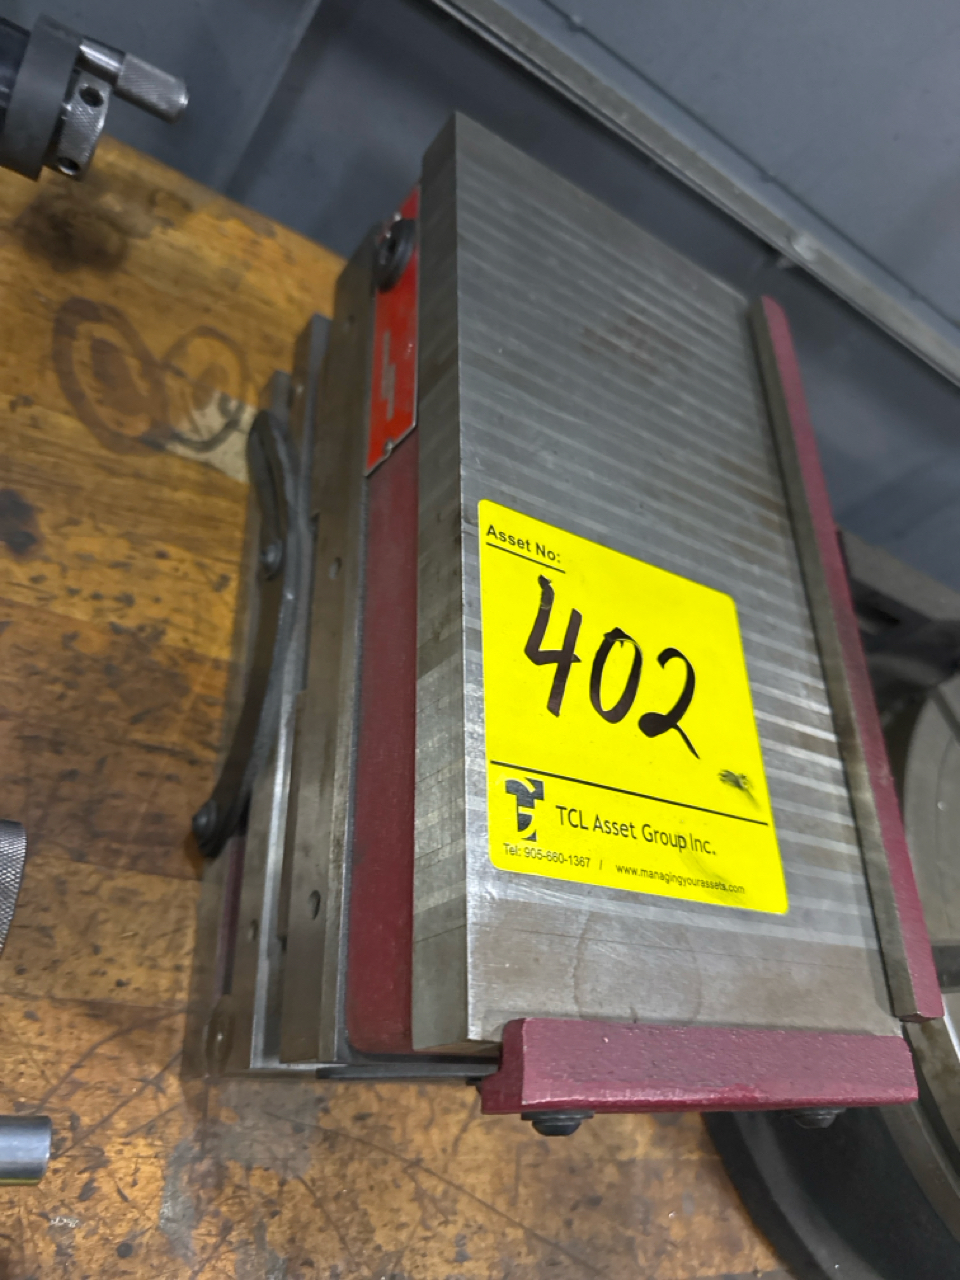 Asset No:
402
TCL Asset Group Inc.
Tel: 905-660-1367 / www.managingyourassets.com